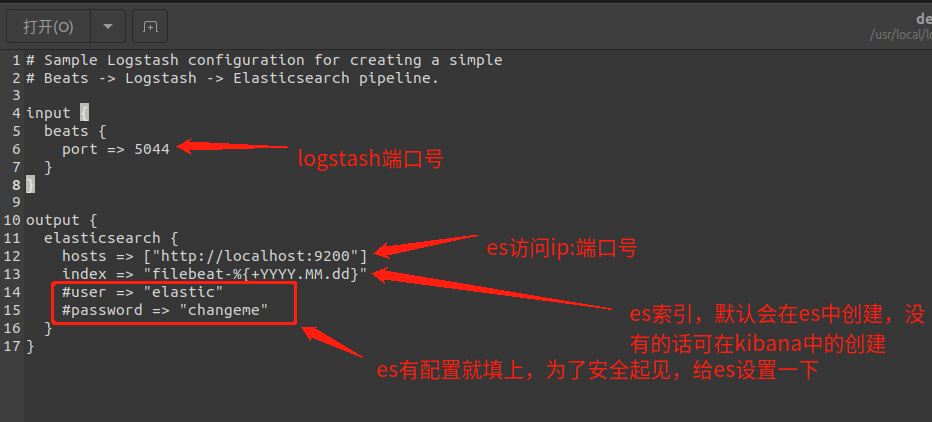 打开(O)
de
/usr/local/lo
1 # Sample Logstash configuration for creating a simple
2 # Beats -> Logstash -> Elasticsearch pipeline.
3
4 input {
5 beats {
6 port => 5044
logstash端口号
7 }
8 }
9
10 output {
11 elasticsearch {
12 hosts => ["http://localhost:9200"]
es访问ip:端口号
13 index => "filebeat-%{+YYYY.MM.dd}"
es索引，默认会在es中创建，没
有的话可在kibana中的创建
14 #user => "elastic"
15 #password => "changeme"
es有配置就填上，为了安全起见，给es设置一下
16 }
17 }